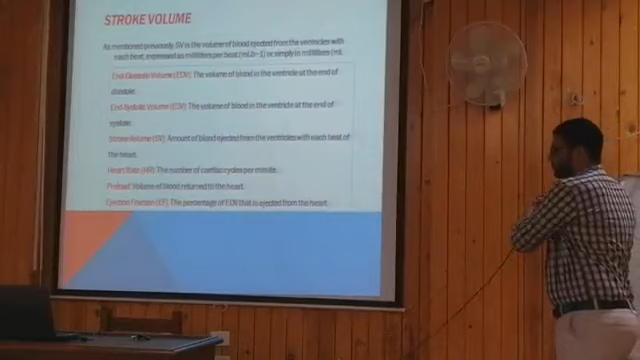 STROKE VOLUME
As mentioned previously, SV is the volume of blood ejected from the ventricles with
each beat, expressed as milliliters per beat (mL.b−1) or simply in milliliters (mL
End-Diastolic Volume (EDV): The volume of blood in the ventricle at the end of
diastole.
End-Systolic Volume (ESV): The volume of blood in the ventricle at the end of
systole.
Stroke Volume (SV): Amount of blood ejected from the ventricles with each beat of
the heart.
Heart Rate (HR): The number of cardiac cycles per minute.
Preload: Volume of blood returned to the heart.
Ejection Fraction (EF): The percentage of EDV that is ejected from the heart.